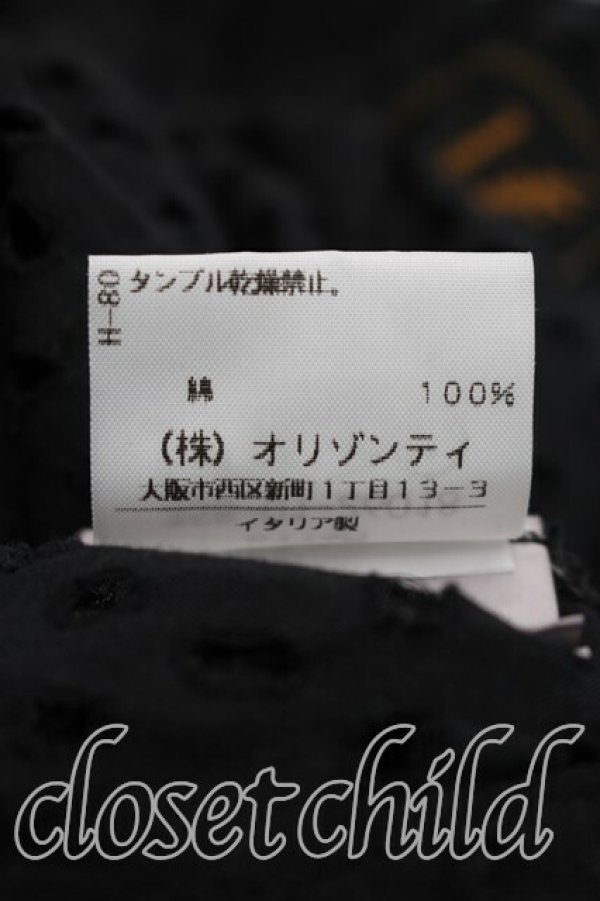 H-80
タンブル乾燥禁止。
綿 100%
(株) オリゾンティ
大阪市西区新町1丁目13-3
イタリア製
closet child